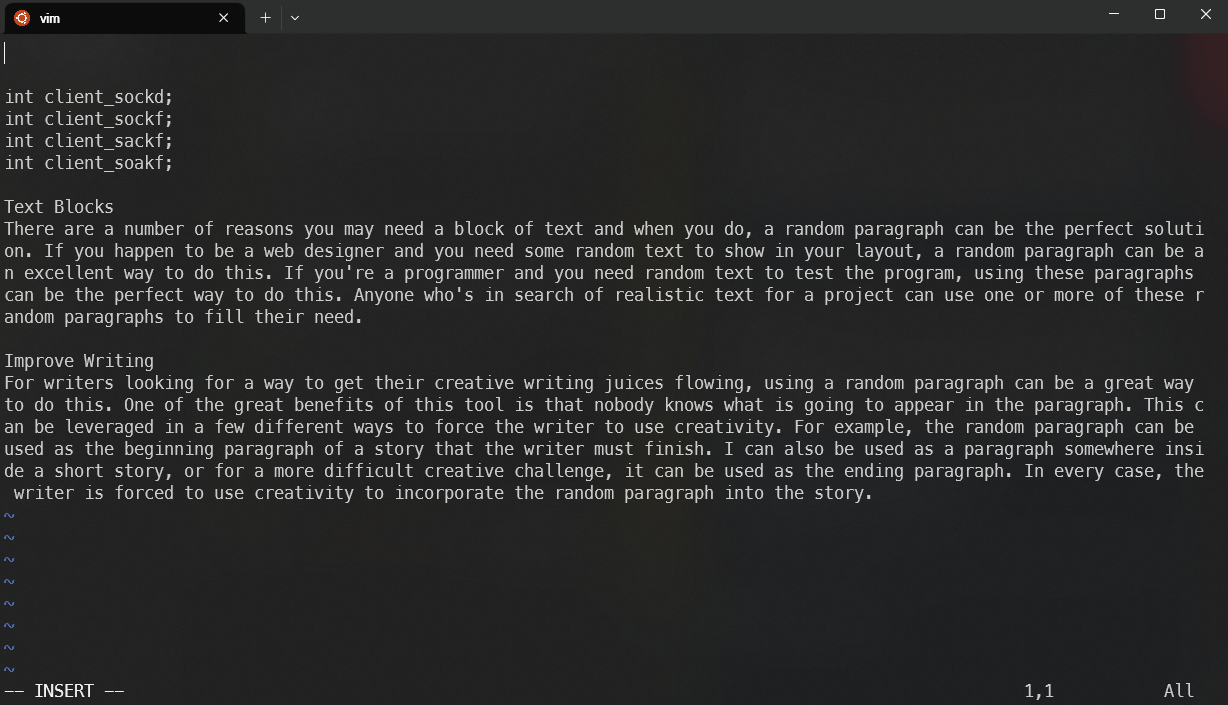 vim
int client_sockd;
int client_sockf;
int client_sackf;
int client_soakf;
Text Blocks
There are a number of reasons you may need a block of text and when you do, a random paragraph can be the perfect soluti
on. If you happen to be a web designer and you need some random text to show in your layout, a random paragraph can be a
n excellent way to do this. If you're a programmer and you need random text to test the program, using these paragraphs
can be the perfect way to do this. Anyone who's in search of realistic text for a project can use one or more of these r
andom paragraphs to fill their need.
Improve Writing
For writers looking for a way to get their creative writing juices flowing, using a random paragraph can be a great way
to do this. One of the great benefits of this tool is that nobody knows what is going to appear in the paragraph. This c
an be leveraged in a few different ways to force the writer to use creativity. For example, the random paragraph can be
used as the beginning paragraph of a story that the writer must finish. I can also be used as a paragraph somewhere insi
de a short story, or for a more difficult creative challenge, it can be used as the ending paragraph. In every case, the
 writer is forced to use creativity to incorporate the random paragraph into the story.
~
~
~
~
~
~
~
~
-- INSERT -- 1,1 All